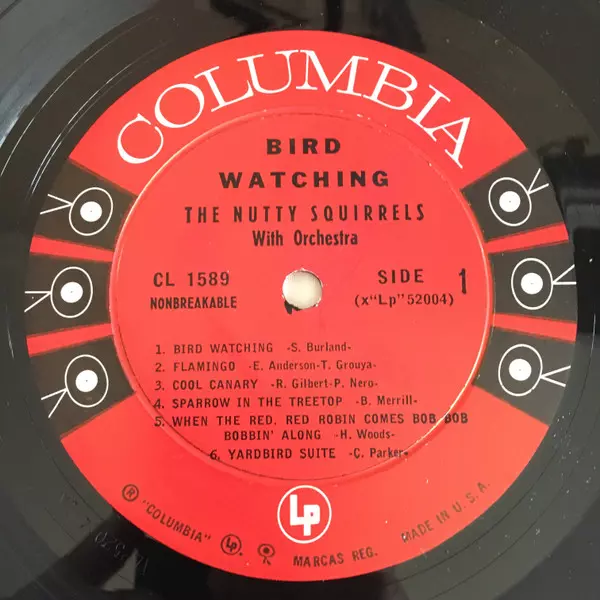 COLUMBIA
BIRD
WATCHING
THE NUTTY SQUIRRELS
With Orchestra
CL 1589 SIDE 1
NONBREAKABLE (x"Lp"52004)
1. BIRD WATCHING -S. Burland-
2. FLAMINGO -E. Anderson-T. Grouya-
3. COOL CANARY -R. Gilbert-P. Nero-
4. SPARROW IN THE TREETOP -B. Merrill-
5. WHEN THE RED, RED ROBIN COMES BOB BOB
BOBBIN' ALONG -H. Woods-
6. YARDBIRD SUITE -C. Parker-
Lp
® "COLUMBIA" Lp MARCAS REG. MADE IN U.S.A.